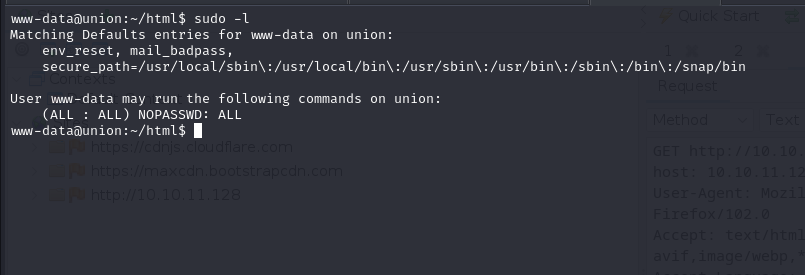 www-data@union:~/html$ sudo -l
Matching Defaults entries for www-data on union:
    env_reset, mail_badpass,
    secure_path=/usr/local/sbin\:/usr/local/bin\:/usr/sbin\:/usr/bin\:/sbin\:/bin\:/snap/bin

User www-data may run the following commands on union:
    (ALL : ALL) NOPASSWD: ALL
www-data@union:~/html$
Contexts
https://cdnjs.cloudflare.com
https://maxcdn.bootstrapcdn.com
http://10.10.11.128
Quick Start
1 2
Request
Method Text
GET http://10.10.
host: 10.10.11.12
User-Agent: Mozil
Firefox/102.0
Accept: text/html
avif,image/webp,*